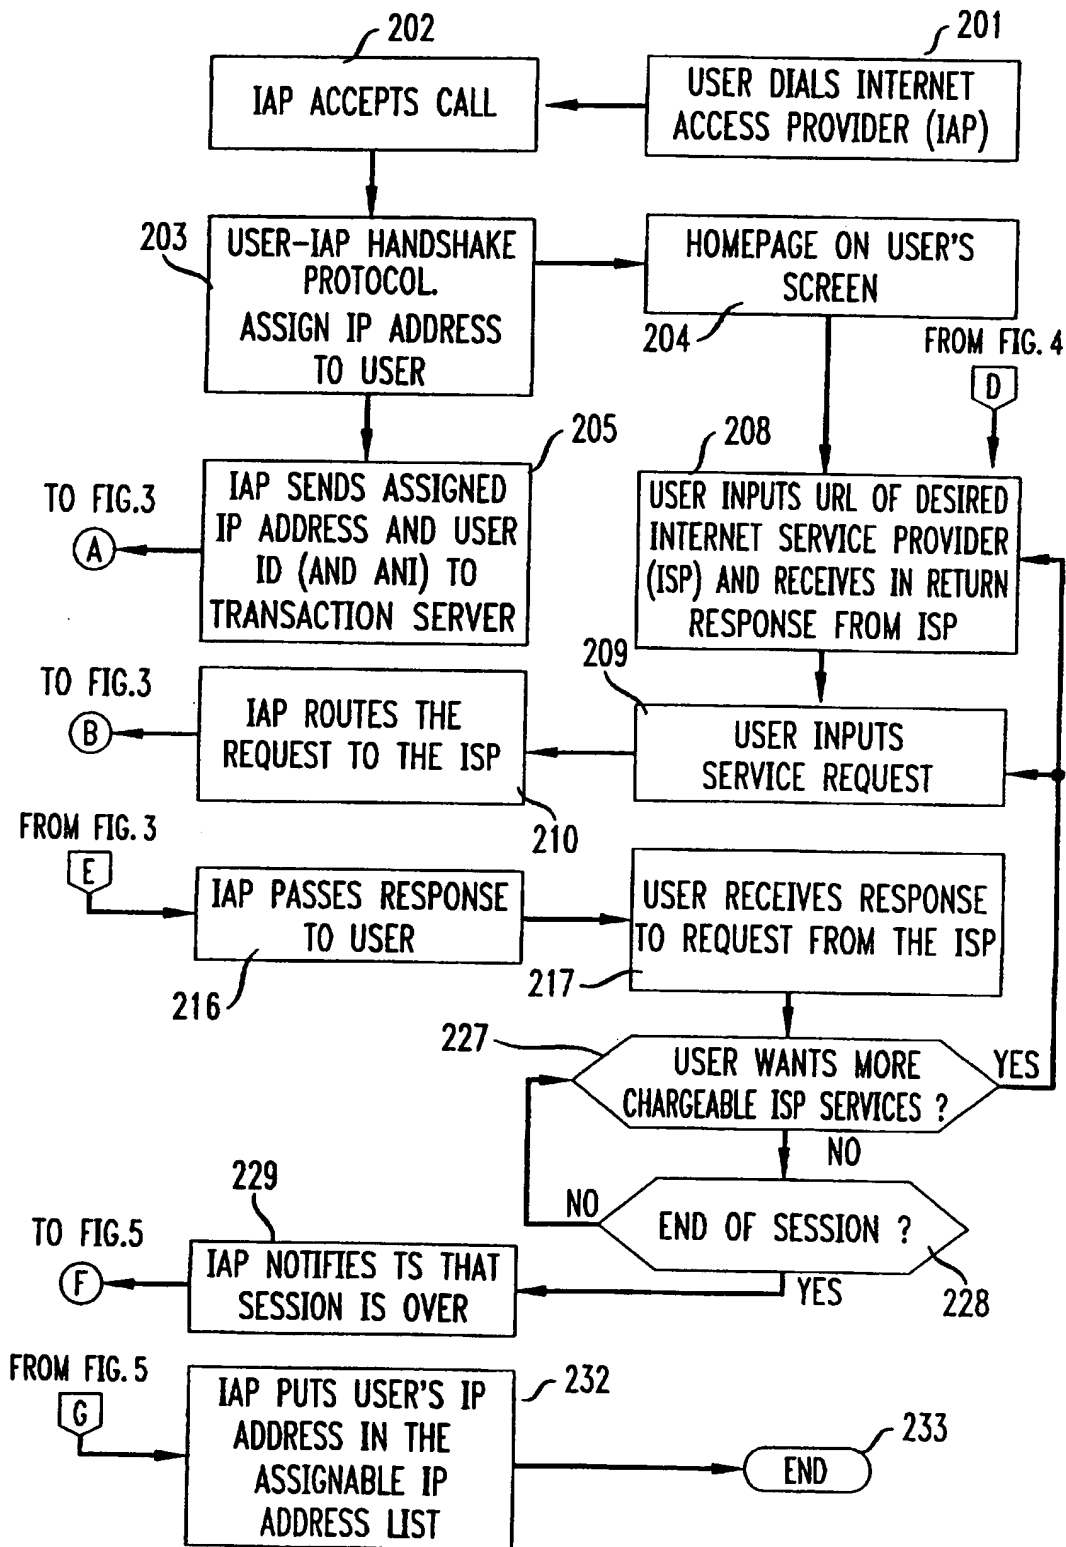 202
201
IAP ACCEPTS CALL
USER DIALS INTERNET
ACCESS PROVIDER (IAP)
203
USER-IAP HANDSHAKE
PROTOCOL.
ASSIGN IP ADDRESS
TO USER
HOMEPAGE ON USER'S
SCREEN
204
FROM FIG. 4
D
205
208
TO FIG.3
A
IAP SENDS ASSIGNED
IP ADDRESS AND USER
ID (AND ANI) TO
TRANSACTION SERVER
USER INPUTS URL OF DESIRED
INTERNET SERVICE PROVIDER
(ISP) AND RECEIVES IN RETURN
RESPONSE FROM ISP
209
TO FIG.3
B
IAP ROUTES THE
REQUEST TO THE ISP
210
USER INPUTS
SERVICE REQUEST
FROM FIG. 3
E
IAP PASSES RESPONSE
TO USER
216
USER RECEIVES RESPONSE
TO REQUEST FROM THE ISP
217
227
USER WANTS MORE
CHARGEABLE ISP SERVICES ?
YES
NO
END OF SESSION ?
NO
YES
228
229
TO FIG.5
F
IAP NOTIFIES TS THAT
SESSION IS OVER
FROM FIG. 5
G
IAP PUTS USER'S IP
ADDRESS IN THE
ASSIGNABLE IP
ADDRESS LIST
232
233
END